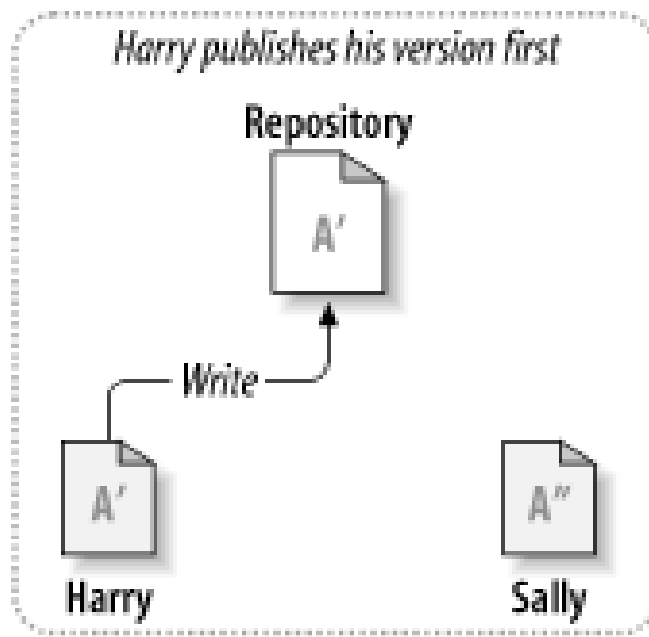 Harry publishes his version first
Repository
A′
Write
A′
A″
Harry
Sally